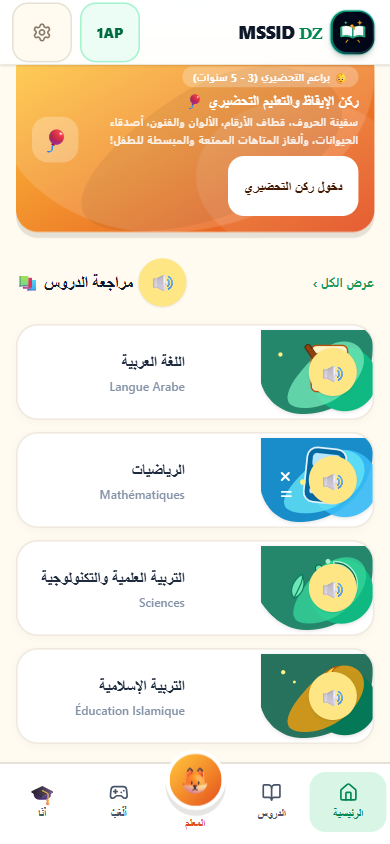 MSSID DZ
1AP
براعم التحضيري (3 - 5 سنوات)
ركن الإيقاظ والتعليم التحضيري
سفينة الحروف، قطاف الأرقام، الألوان والفنون، أصدقاء
الحيوانات، وألغاز المتاهات الممتعة والمبسطة للطفل!
دخول ركن التحضيري
مراجعة الدروس
عرض الكل ›
اللغة العربية
Langue Arabe
الرياضيات
Mathématiques
التربية العلمية والتكنولوجية
Sciences
التربية الإسلامية
Éducation Islamique
الرئيسية
الدروس
المعلم
ألعبُ
أنَا